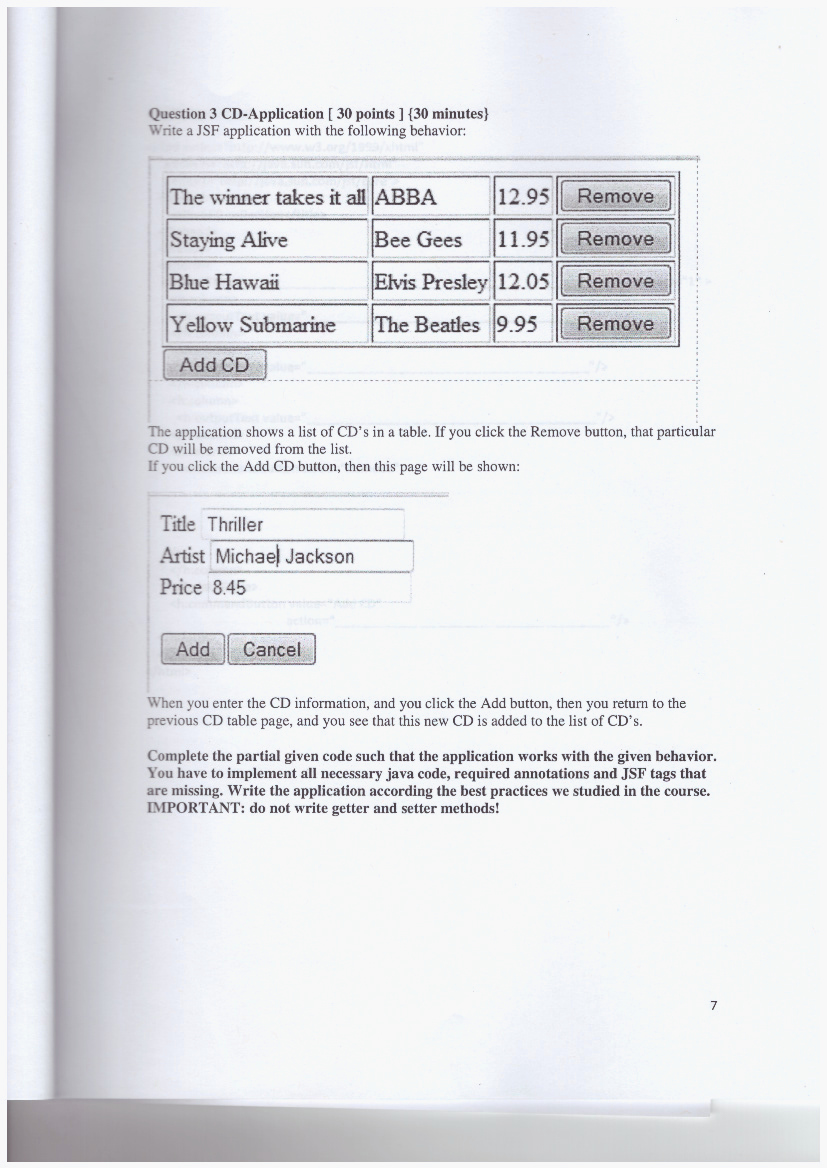 Question 3 CD-Application [ 30 points ] {30 minutes}
Write a JSF application with the following behavior:
The winner takes it all ABBA 12.95 Remove
Staying Alive Bee Gees 11.95 Remove
Blue Hawaii Elvis Presley 12.05 Remove
Yellow Submarine The Beatles 9.95 Remove
Add CD
The application shows a list of CD's in a table. If you click the Remove button, that particular
CD will be removed from the list.
If you click the Add CD button, then this page will be shown:
Title Thriller
Artist Michael Jackson
Price 8.45
Add Cancel
When you enter the CD information, and you click the Add button, then you return to the
previous CD table page, and you see that this new CD is added to the list of CD's.
Complete the partial given code such that the application works with the given behavior.
You have to implement all necessary java code, required annotations and JSF tags that
are missing. Write the application according the best practices we studied in the course.
IMPORTANT: do not write getter and setter methods!
7